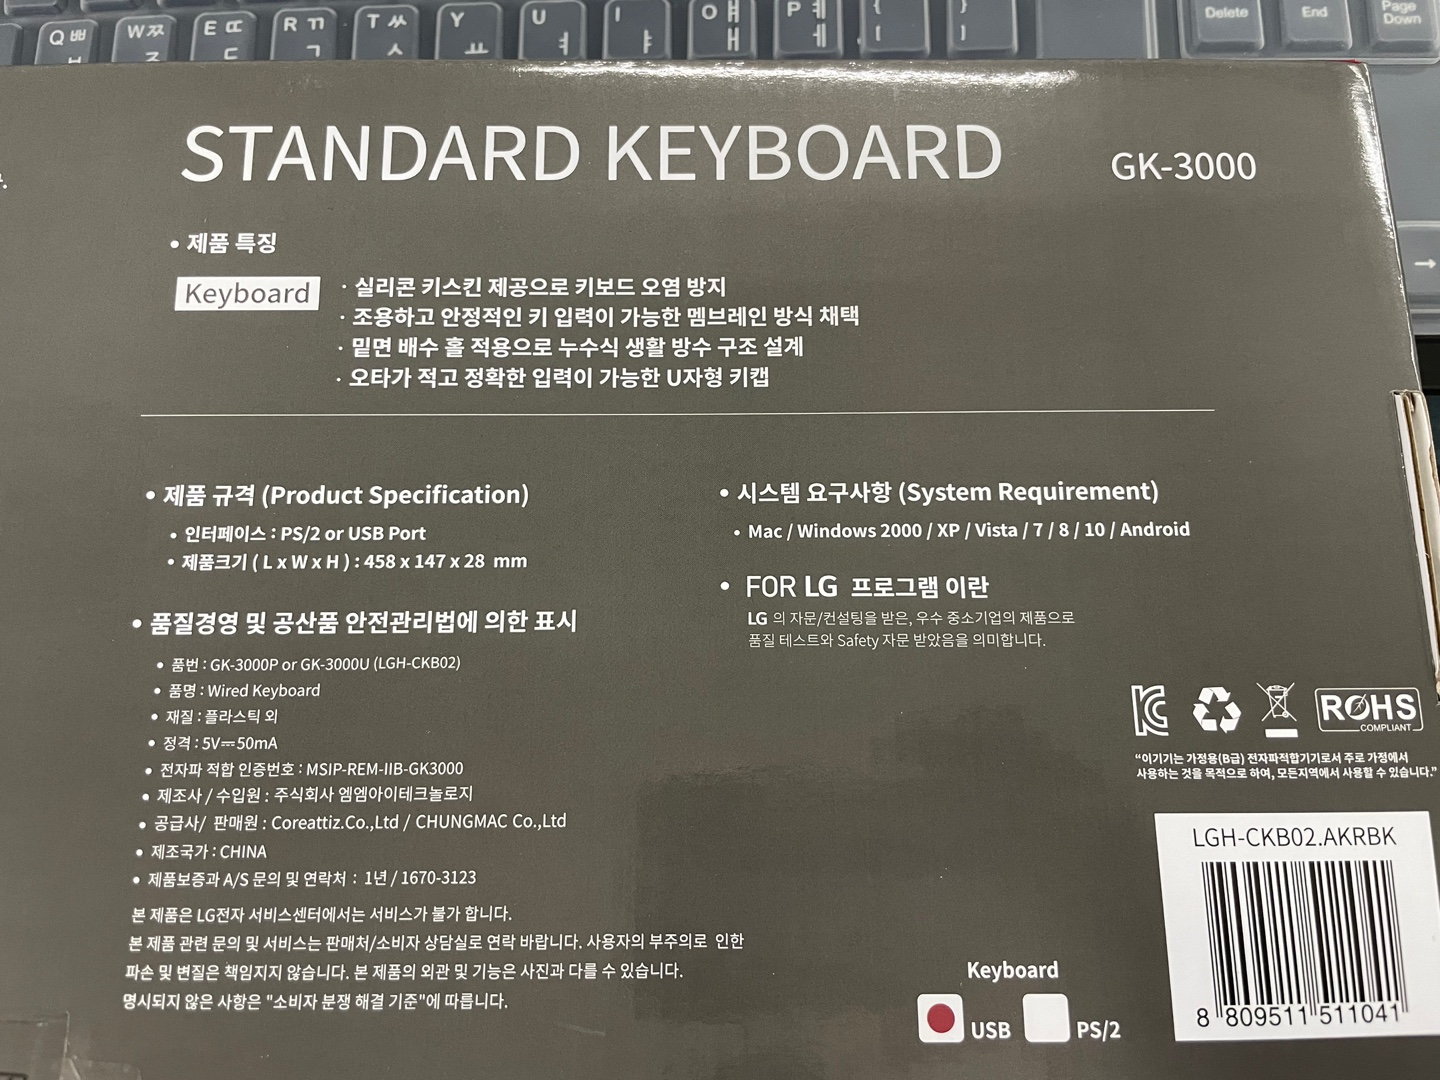 Q ㅃ
W ㅉ
ㅈ
E ㄸ
ㄷ
R ㄲ
ㄱ
T ㅆ
ㅅ
Y
ㅛ
U
ㅕ
I
ㅑ
O ㅒ
ㅐ
P ㅖ
ㅔ
{
[
}
]
Delete
End
Page
Down
→
STANDARD KEYBOARD
GK-3000
• 제품 특징
Keyboard
· 실리콘 키스킨 제공으로 키보드 오염 방지
· 조용하고 안정적인 키 입력이 가능한 멤브레인 방식 채택
· 밑면 배수 홀 적용으로 누수식 생활 방수 구조 설계
· 오타가 적고 정확한 입력이 가능한 U자형 키캡
• 제품 규격 (Product Specification)
• 인터페이스 : PS/2 or USB Port
• 제품크기 ( L x W x H ) : 458 x 147 x 28 mm
• 품질경영 및 공산품 안전관리법에 의한 표시
• 품번 : GK-3000P or GK-3000U (LGH-CKB02)
• 품명 : Wired Keyboard
• 재질 : 플라스틱 외
• 정격 : 5V⎓50mA
• 전자파 적합 인증번호 : MSIP-REM-IIB-GK3000
• 제조사 / 수입원 : 주식회사 엠엠아이테크놀로지
• 공급사/ 판매원 : Coreattiz.Co.,Ltd / CHUNGMAC Co.,Ltd
• 제조국가 : CHINA
• 제품보증과 A/S 문의 및 연락처 : 1년 / 1670-3123
본 제품은 LG전자 서비스센터에서는 서비스가 불가 합니다.
본 제품 관련 문의 및 서비스는 판매처/소비자 상담실로 연락 바랍니다. 사용자의 부주의로 인한
파손 및 변질은 책임지지 않습니다. 본 제품의 외관 및 기능은 사진과 다를 수 있습니다.
명시되지 않은 사항은 "소비자 분쟁 해결 기준"에 따릅니다.
• 시스템 요구사항 (System Requirement)
• Mac / Windows 2000 / XP / Vista / 7 / 8 / 10 / Android
• FOR LG 프로그램 이란
LG 의 자문/컨설팅을 받은, 우수 중소기업의 제품으로
품질 테스트와 Safety 자문 받았음을 의미합니다.
ROHS
COMPLIANT
“이기기는 가정용(B급) 전자파적합기기로서 주로 가정에서
사용하는 것을 목적으로 하여, 모든지역에서 사용할 수 있습니다.”
LGH-CKB02.AKRBK
8 809511 511041
Keyboard
USB
PS/2